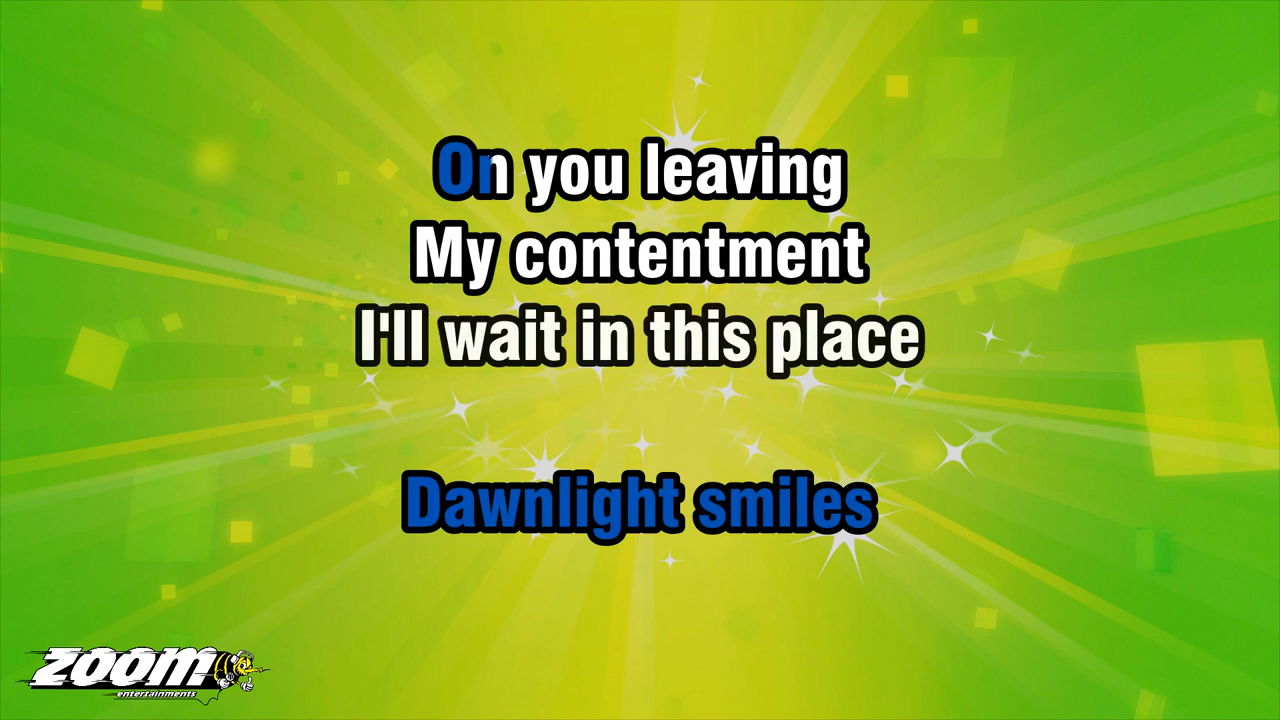 On you leaving
My contentment
I'll wait in this place
Dawnlight smiles
ZOOM
entertainments